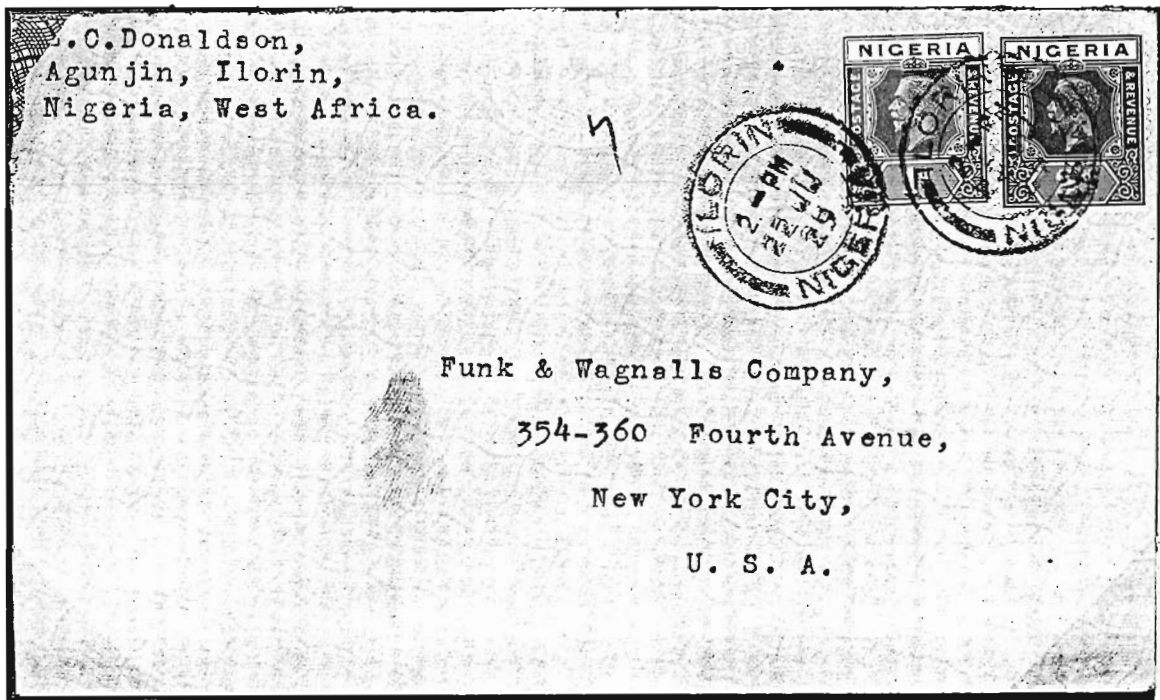 .C.Donaldson,
Agunjin, Ilorin,
Nigeria, West Africa.
NIGERIA
POSTAGE & REVENUE
NIGERIA
POSTAGE & REVENUE
ILORIN
NIGERIA
Funk & Wagnalls Company,
354-360 Fourth Avenue,
New York City,
U. S. A.